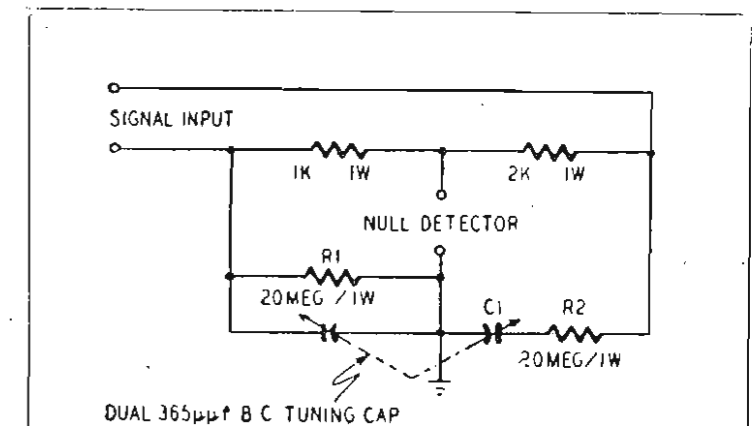 SIGNAL INPUT
1K 1W
2K 1W
NULL DETECTOR
R1
20MEG /1W
C1
R2
20MEG/1W
DUAL 365µµf B C TUNING CAP